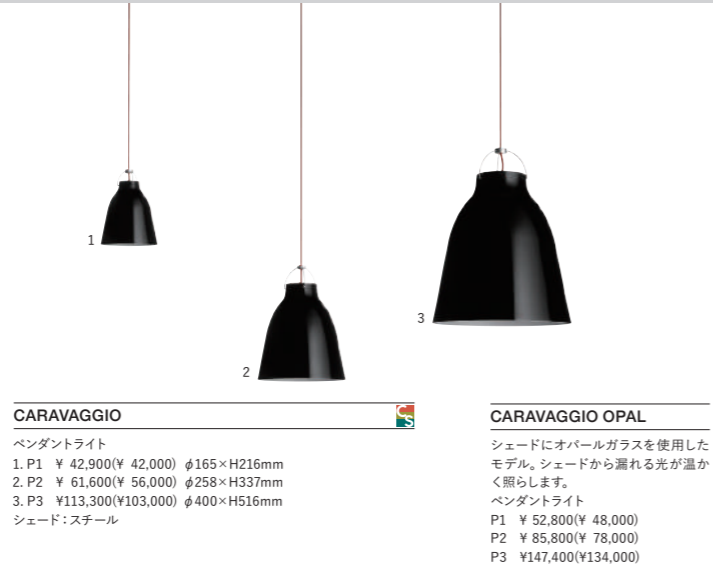 1
2
3
CARAVAGGIO
CS
ペンダントライト
1. P1 ¥ 42,900(¥ 42,000) φ165×H216mm
2. P2 ¥ 61,600(¥ 56,000) φ258×H337mm
3. P3 ¥113,300(¥103,000) φ400×H516mm
シェード：スチール
CARAVAGGIO OPAL
シェードにオパールガラスを使用した
モデル。シェードから漏れる光が温か
く照らします。
ペンダントライト
P1 ¥ 52,800(¥ 48,000)
P2 ¥ 85,800(¥ 78,000)
P3 ¥147,400(¥134,000)